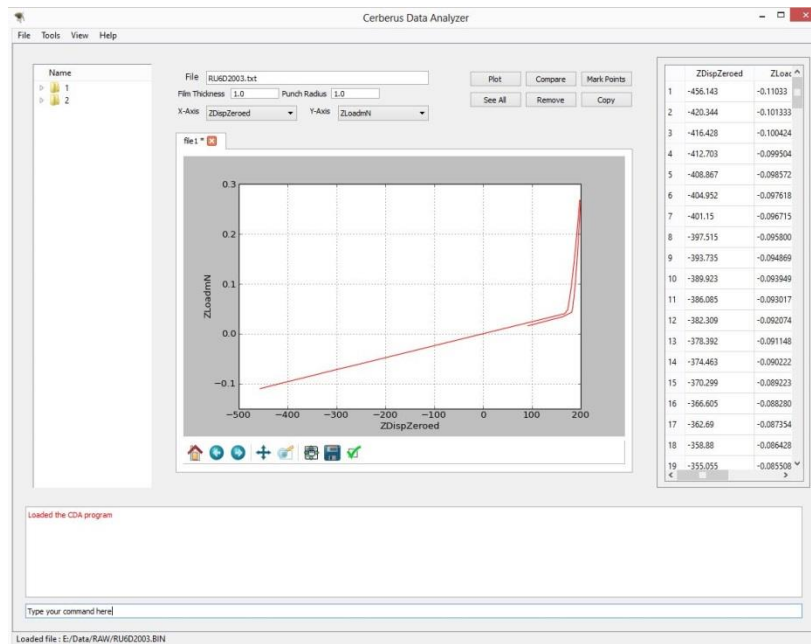 Cerberus Data Analyzer
File Tools View Help
Name
1
2
File RU6D2003.txt
Film Thickness 1.0 Punch Radius 1.0
X-Axis ZDispZeroed Y-Axis ZLoadmN
Plot Compare Mark Points
See All Remove Copy
file1 *
0.3
0.2
0.1
0.0
−0.1
ZLoadmN
−500 −400 −300 −200 −100 0 100 200
ZDispZeroed
ZDispZeroed ZLoad
1 -456.143 -0.11033
2 -420.344 -0.101333
3 -416.428 -0.100424
4 -412.703 -0.099504
5 -408.867 -0.098572
6 -404.952 -0.097618
7 -401.15 -0.096715
8 -397.515 -0.095800
9 -393.735 -0.094869
10 -389.923 -0.093949
11 -386.085 -0.093017
12 -382.309 -0.092074
13 -378.392 -0.091148
14 -374.463 -0.090222
15 -370.299 -0.089223
16 -366.605 -0.088280
17 -362.69 -0.087354
18 -358.88 -0.086428
19 -355.055 -0.085508
Loaded the CDA program
Type your command here
Loaded file : E:/Data/RAW/RU6D2003.BIN